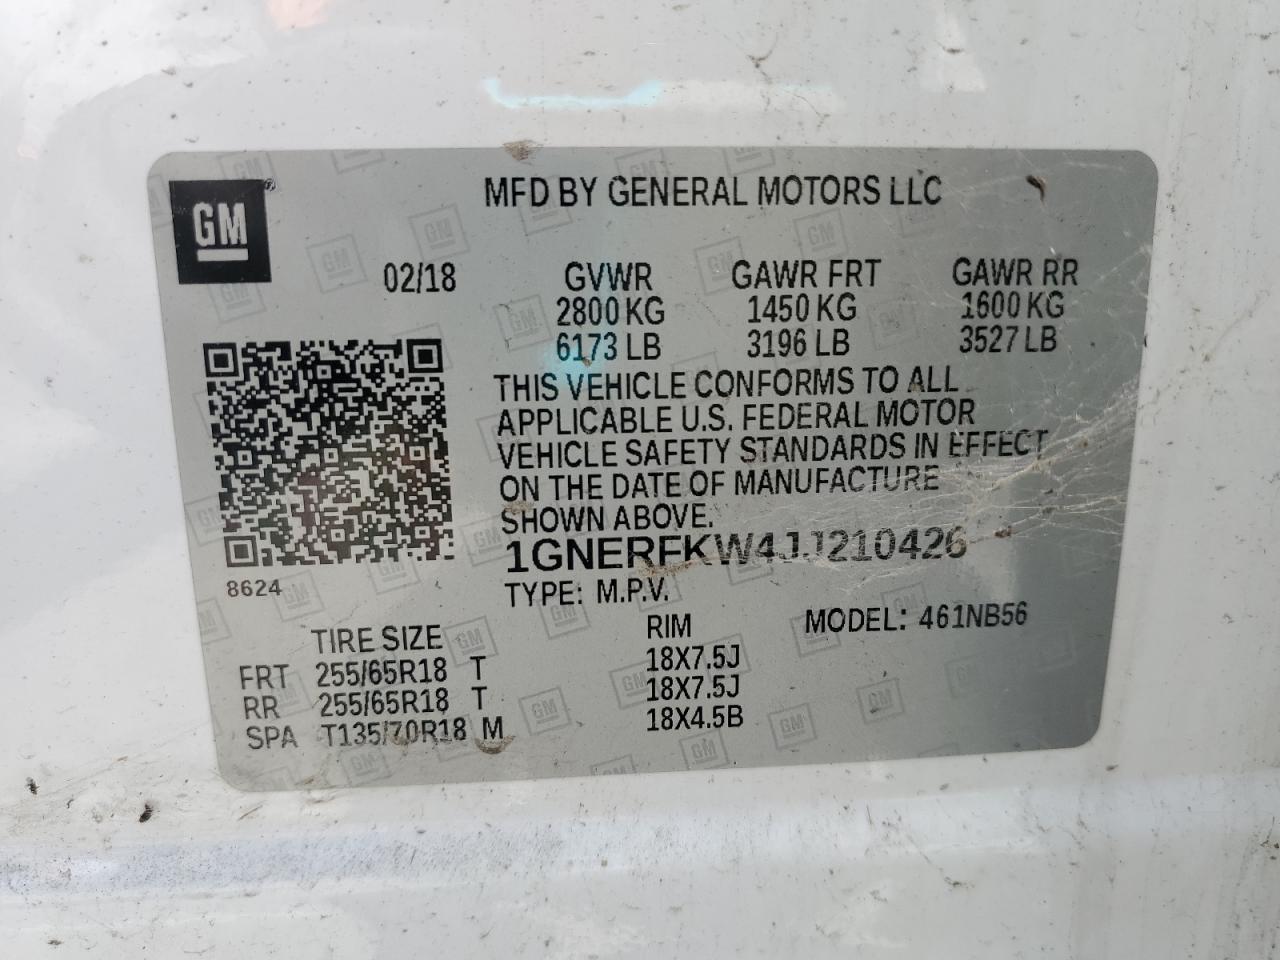 GM
MFD BY GENERAL MOTORS LLC
02/18 GVWR GAWR FRT GAWR RR
2800 KG 1450 KG 1600 KG
6173 LB 3196 LB 3527 LB
THIS VEHICLE CONFORMS TO ALL
APPLICABLE U.S. FEDERAL MOTOR
VEHICLE SAFETY STANDARDS IN EFFECT
ON THE DATE OF MANUFACTURE
SHOWN ABOVE.
1GNERFKW4JJ210426
8624
TYPE: M.P.V. MODEL: 461NB56
TIRE SIZE RIM
FRT 255/65R18 T 18X7.5J
RR 255/65R18 T 18X7.5J
SPA T135/70R18 M 18X4.5B